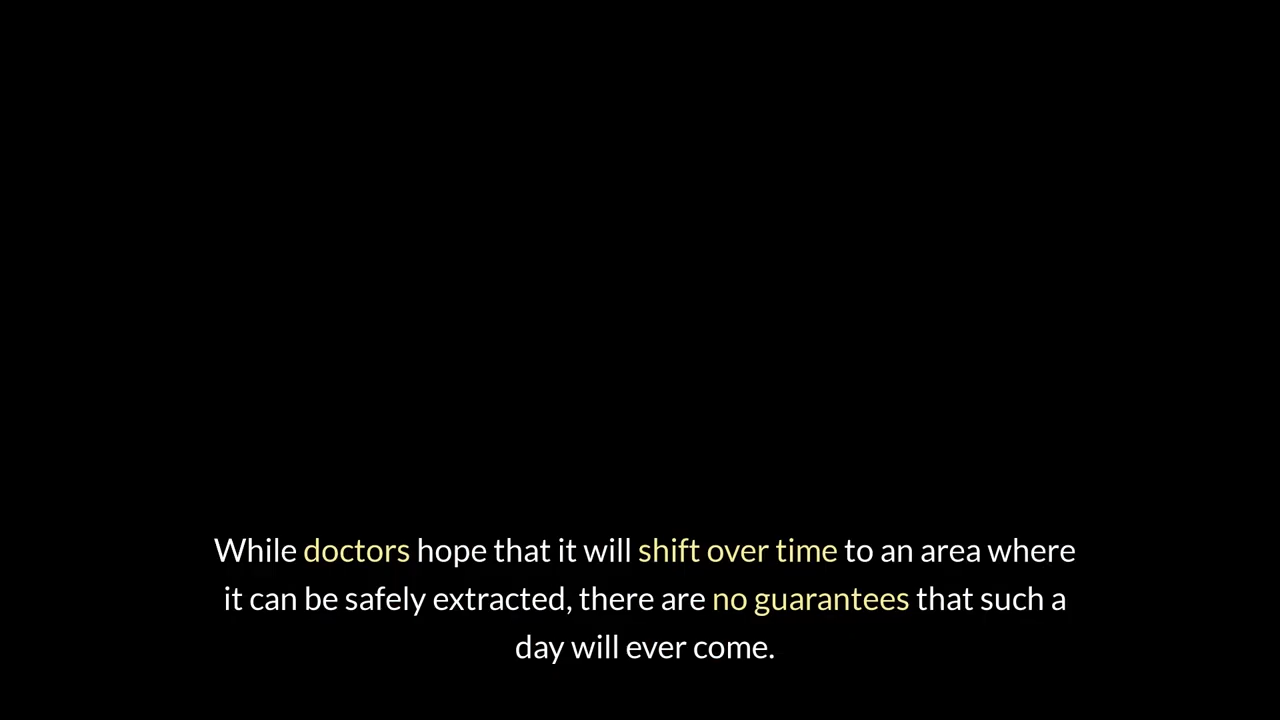 While doctors hope that it will shift over time to an area where
it can be safely extracted, there are no guarantees that such a
day will ever come.